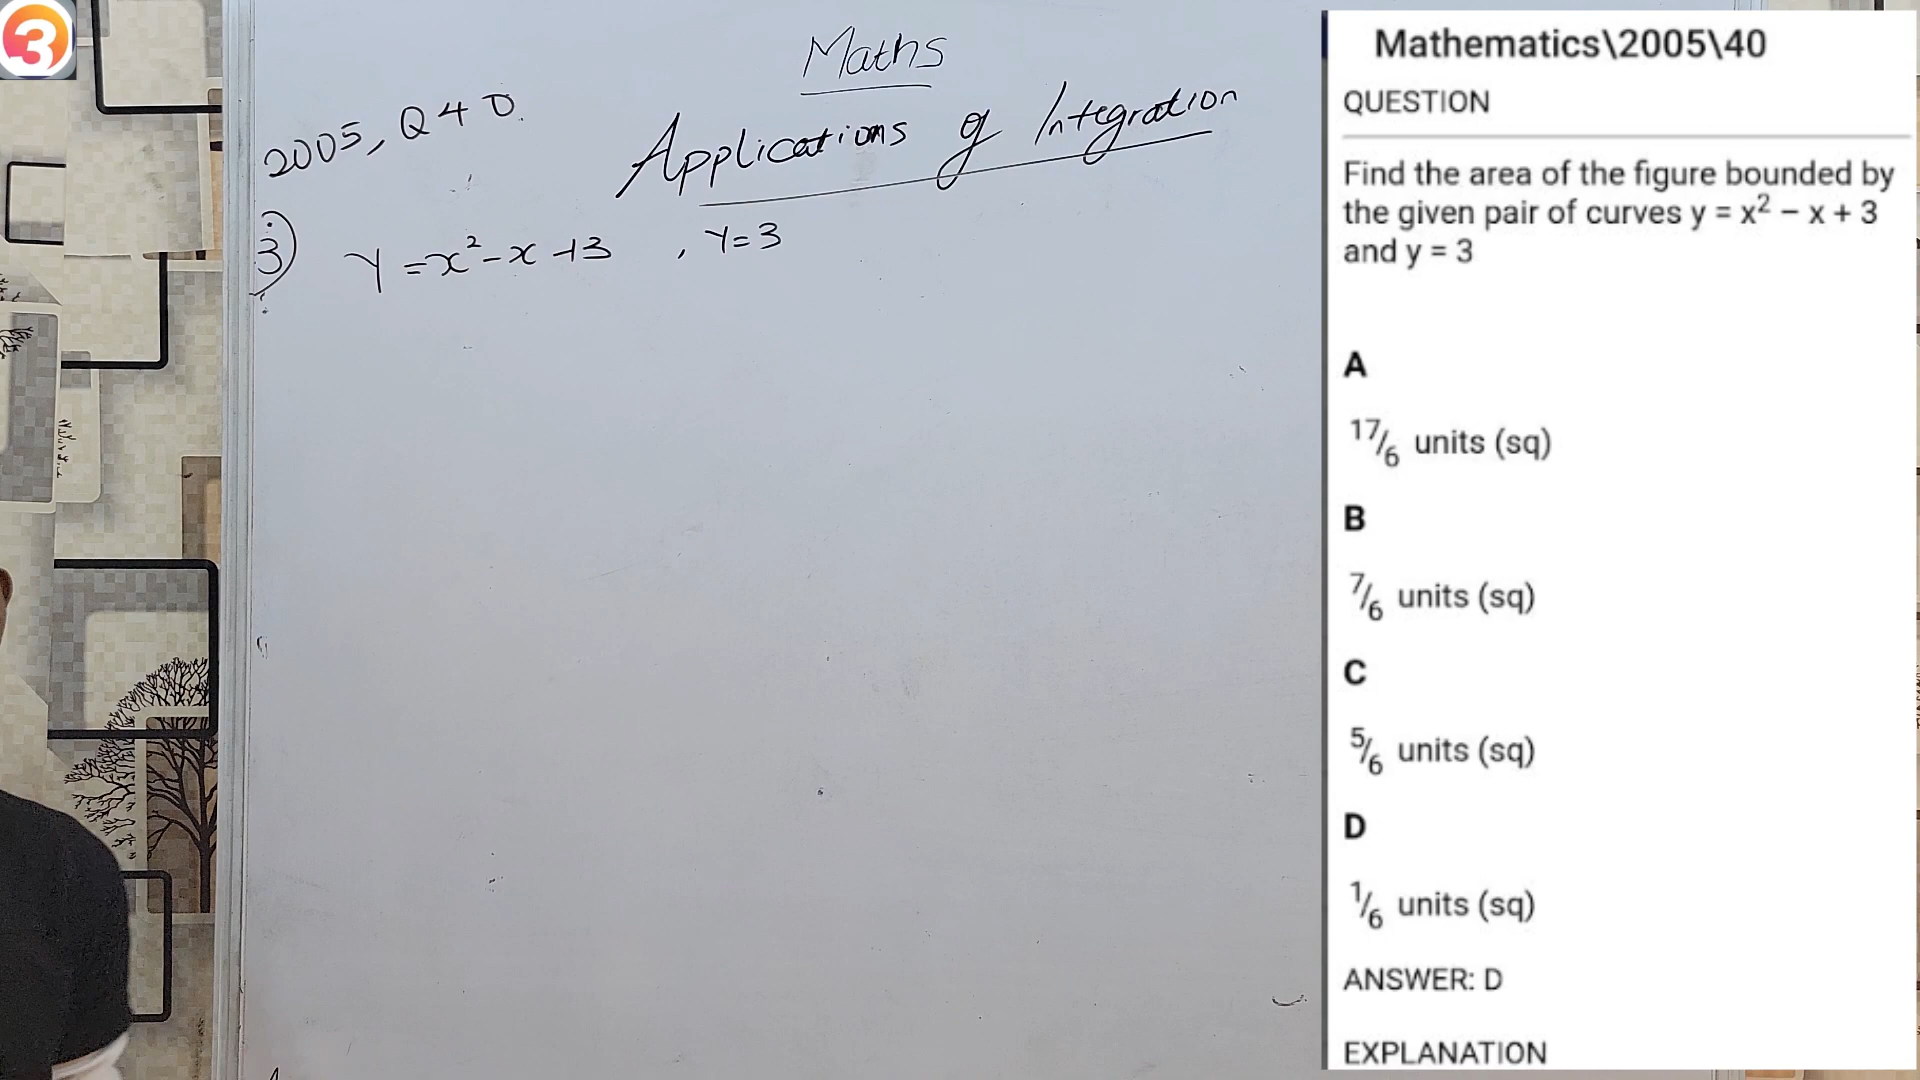 3
Maths
2005, Q40.
Applications of Integration
3) y = x² - x + 3 , y = 3
Mathematics\2005\40
QUESTION
Find the area of the figure bounded by
the given pair of curves y = x² – x + 3
and y = 3
A
17/6 units (sq)
B
7/6 units (sq)
C
5/6 units (sq)
D
1/6 units (sq)
ANSWER: D
EXPLANATION